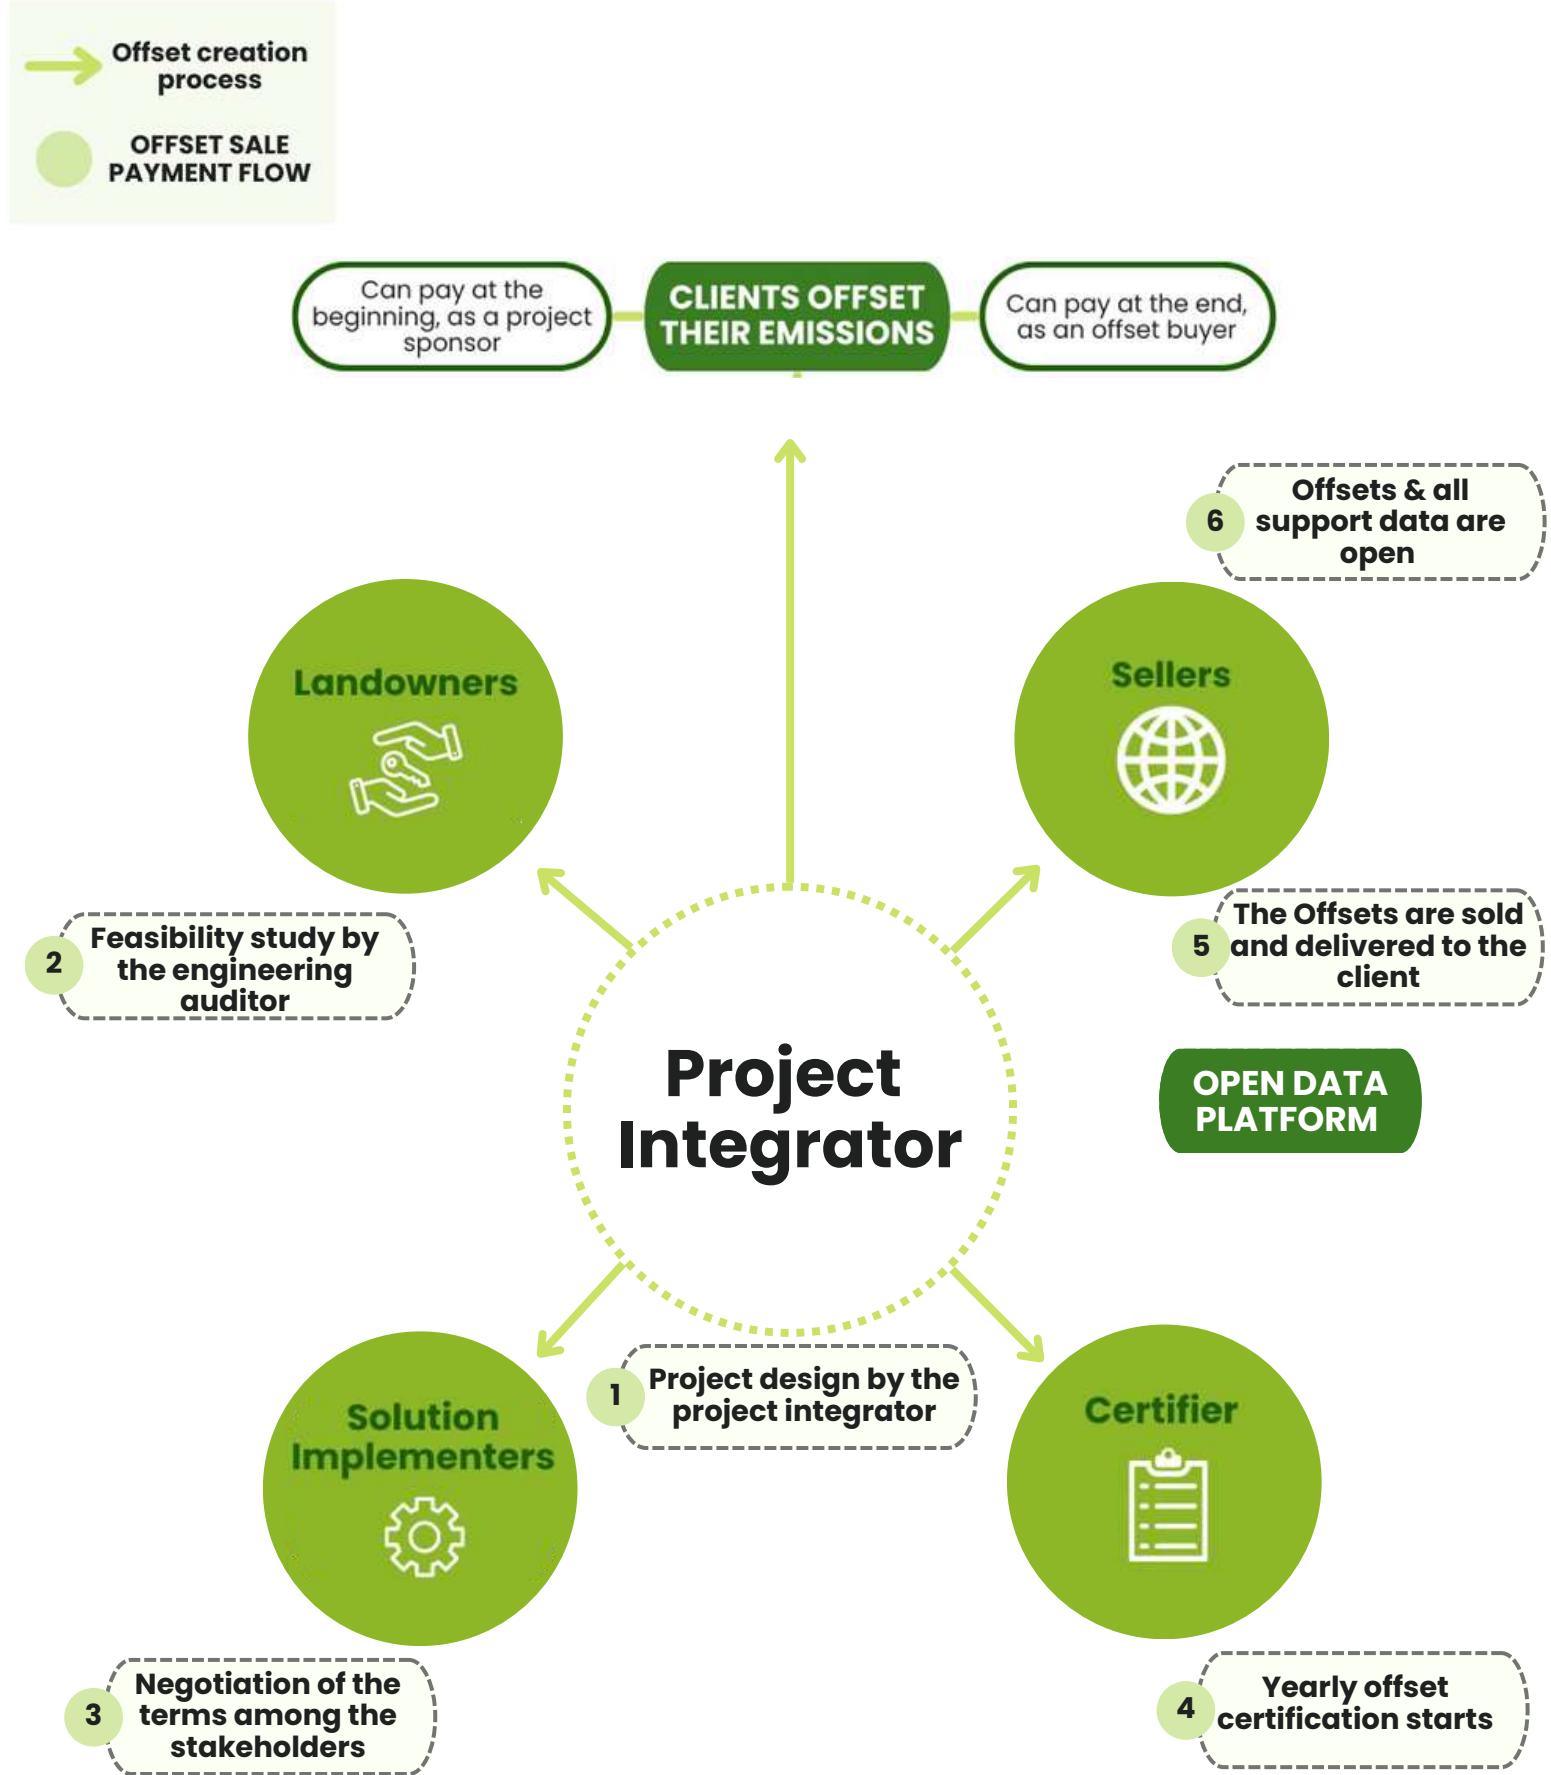 Offset creation
process
OFFSET SALE
PAYMENT FLOW
Can pay at the
beginning, as a project
sponsor
CLIENTS OFFSET
THEIR EMISSIONS
Can pay at the end,
as an offset buyer
6
Offsets & all
support data are
open
Landowners
Sellers
2
Feasibility study by
the engineering
auditor
5
The Offsets are sold
and delivered to the
client
Project
Integrator
OPEN DATA
PLATFORM
1
Project design by the
project integrator
Solution
Implementers
Certifier
3
Negotiation of the
terms among the
stakeholders
4
Yearly offset
certification starts